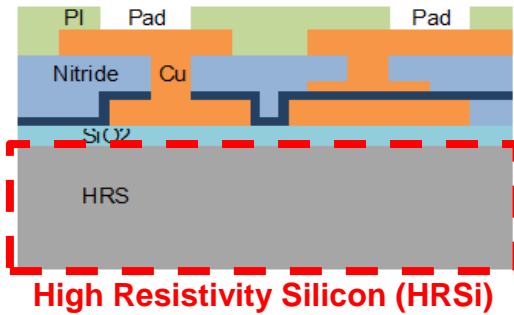 PI Pad Pad
Nitride Cu
SiO2
HRS
High Resistivity Silicon (HRSi)